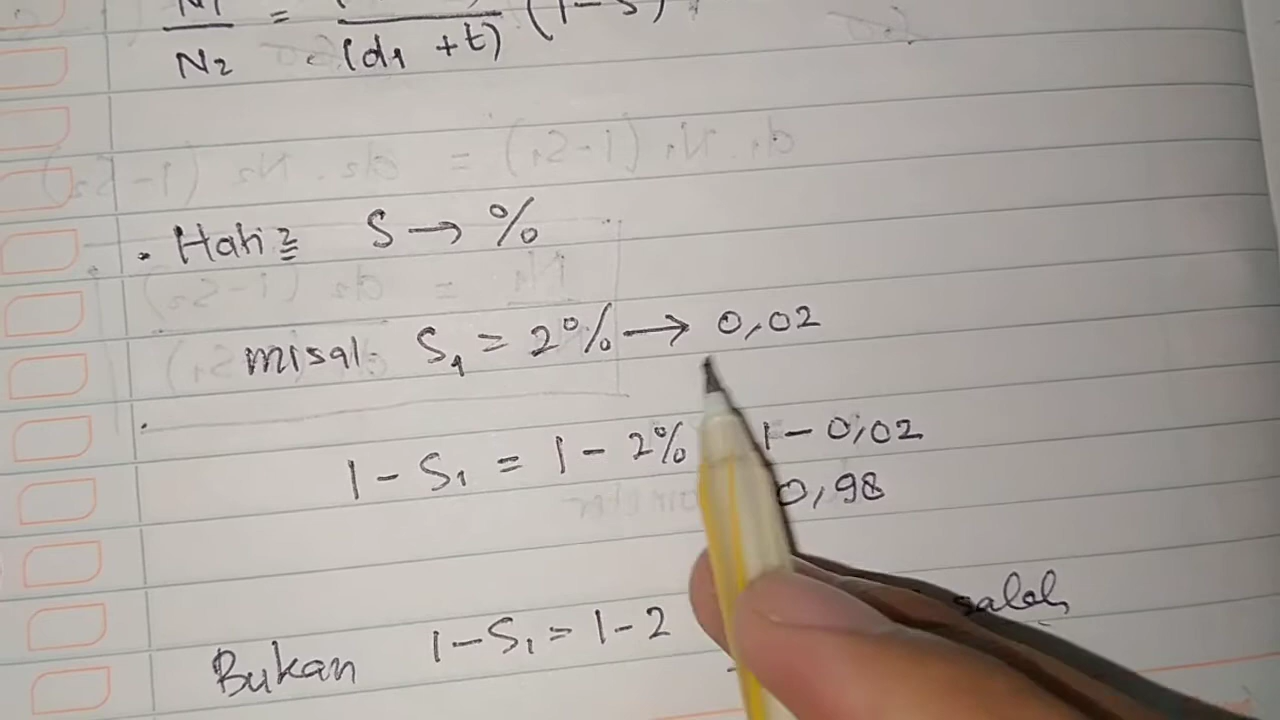 N1/N2 = (d1 + t) (1-S)
• Hati2 S → %
misal. S1 = 2% → 0,02
1 - S1 = 1 - 2% 1 - 0,02
0,98
Bukan 1-S1 = 1-2 salah